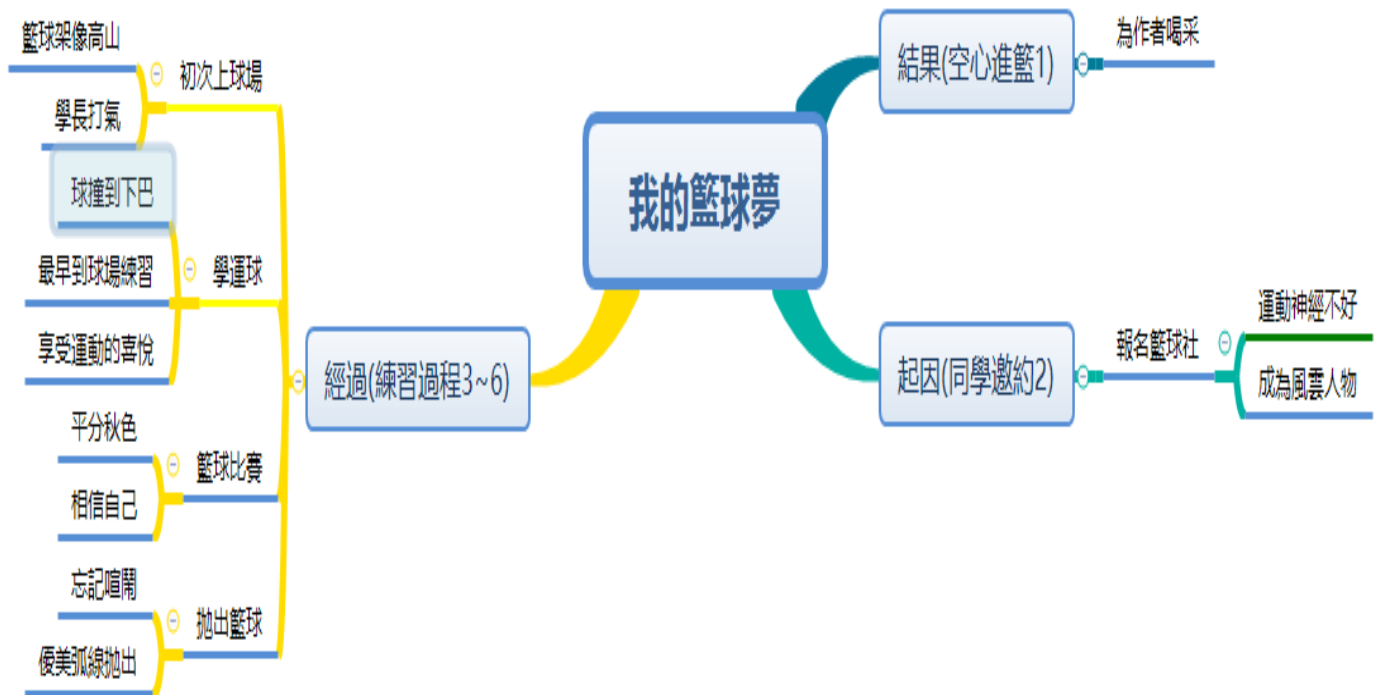 我的籃球夢
結果(空心進籃1)
為作者喝采
起因(同學邀約2)
報名籃球社
運動神經不好
成為風雲人物
經過(練習過程3~6)
初次上球場
籃球架像高山
學長打氣
學運球
球撞到下巴
最早到球場練習
享受運動的喜悅
籃球比賽
平分秋色
相信自己
拋出籃球
忘記喧鬧
優美弧線拋出